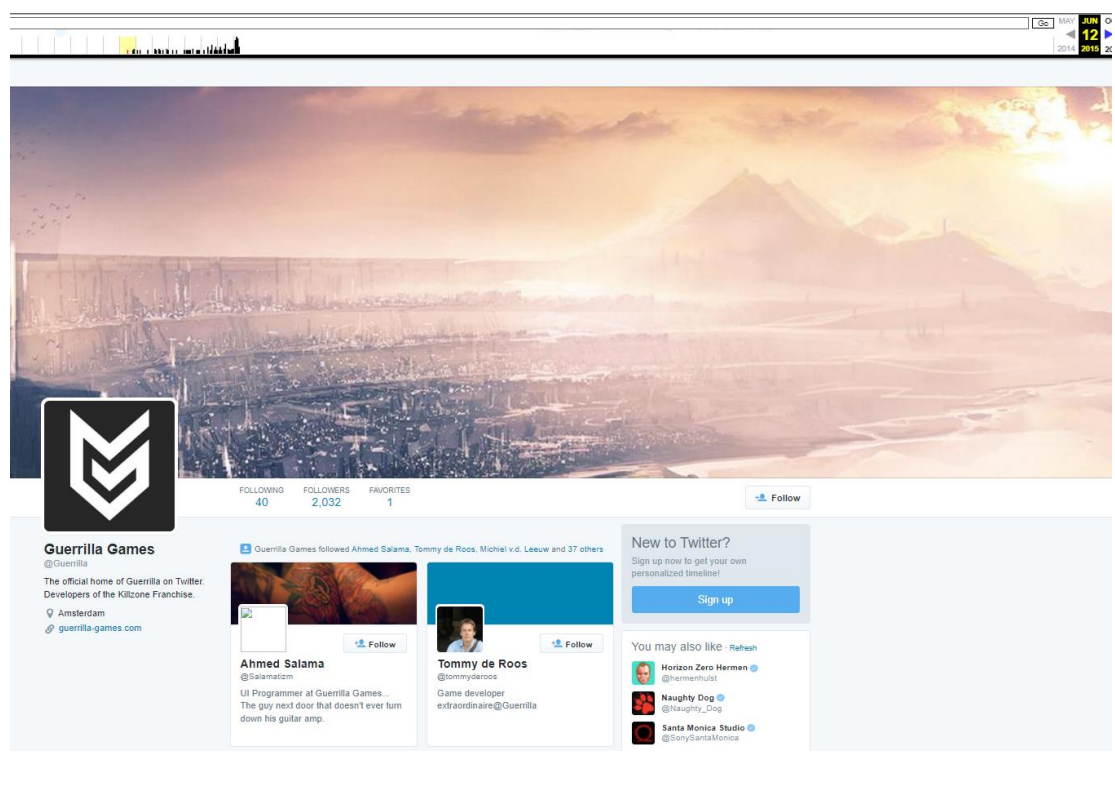 Go MAY JUN
12
2014 2015
FOLLOWING FOLLOWERS FAVORITES
40 2,032 1
Follow
Guerrilla Games
@Guerrilla
The official home of Guerrilla on Twitter.
Developers of the Killzone Franchise.
Amsterdam
guerrilla-games.com
Guerrilla Games followed Ahmed Salama, Tommy de Roos, Michiel v.d. Leeuw and 37 others
Follow
Ahmed Salama
@Salamatizm
UI Programmer at Guerrilla Games...
The guy next door that doesn't ever turn
down his guitar amp.
Follow
Tommy de Roos
@tommyderoos
Game developer
extraordinaire@Guerrilla
New to Twitter?
Sign up now to get your own
personalized timeline!
Sign up
You may also like · Refresh
Horizon Zero Hermen
@hermenhulst
Naughty Dog
@Naughty_Dog
Santa Monica Studio
@SonySantaMonica